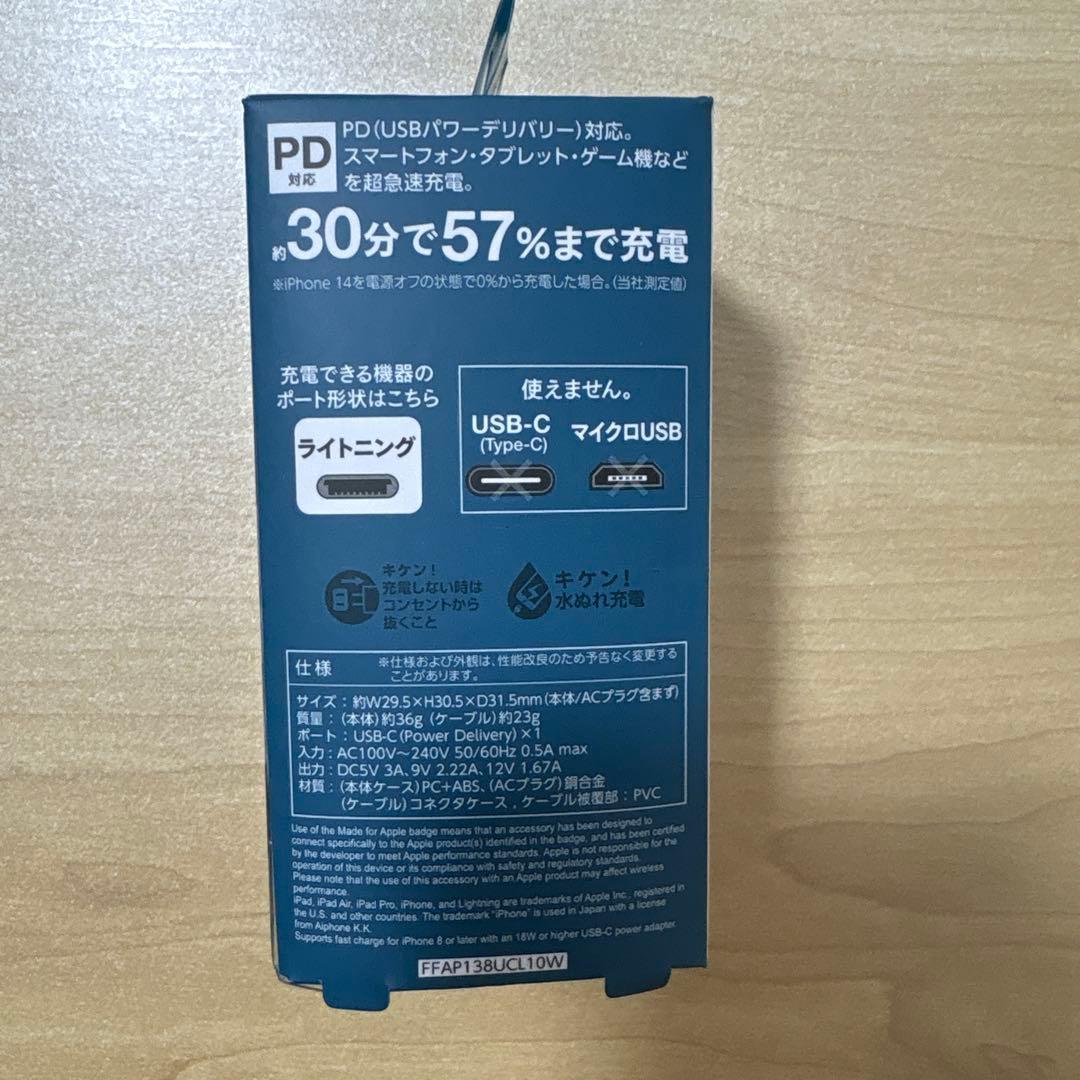 PD
対応
PD(USBパワーデリバリー)対応。
スマートフォン・タブレット・ゲーム機など
を超急速充電。
約30分で57%まで充電
※iPhone 14を電源オフの状態で0%から充電した場合。(当社測定値)
充電できる機器の
ポート形状はこちら
ライトニング
使えません。
USB-C
(Type-C)
マイクロUSB
キケン!
充電しない時は
コンセントから
抜くこと
キケン!
水ぬれ充電
仕様
※仕様および外観は、性能改良のため予告なく変更する
ことがあります。
サイズ:約W29.5×H30.5×D31.5mm(本体/ACプラグ含まず)
質量:(本体)約36g(ケーブル)約23g
ポート:USB-C(Power Delivery)×1
入力:AC100V〜240V 50/60Hz 0.5A max
出力:DC5V 3A、9V 2.22A、12V 1.67A
材質:(本体ケース)PC+ABS、(ACプラグ)銅合金
(ケーブル)コネクタケース,ケーブル被覆部:PVC
Use of the Made for Apple badge means that an accessory has been designed to
connect specifically to the Apple product(s) identified in the badge, and has been certified
by the developer to meet Apple performance standards. Apple is not responsible for the
operation of this device or its compliance with safety and regulatory standards.
Please note that the use of this accessory with an Apple product may affect wireless
performance.
iPad, iPad Air, iPad Pro, iPhone, and Lightning are trademarks of Apple Inc., registered in
the U.S. and other countries. The trademark "iPhone" is used in Japan with a license
from Aiphone K.K.
Supports fast charge for iPhone 8 or later with an 18W or higher USB-C power adapter.
FFAP138UCL10W